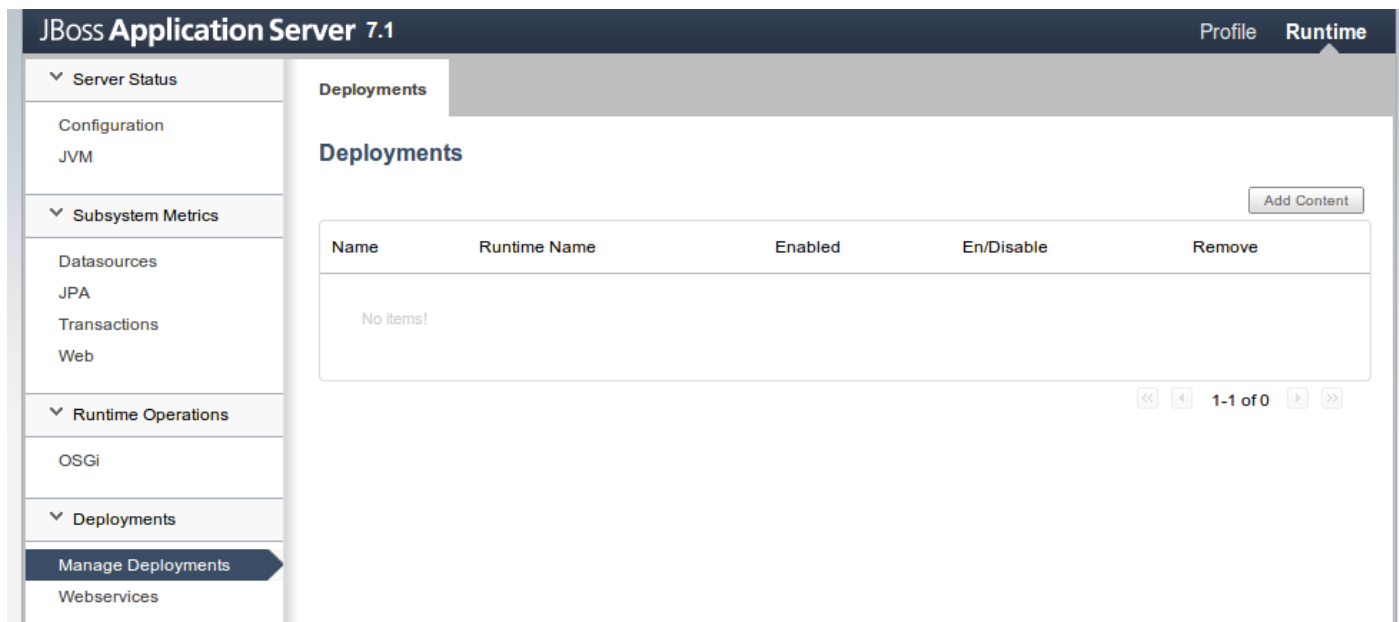 JBoss Application Server 7.1
Profile Runtime
Server Status
Configuration
JVM
Subsystem Metrics
Datasources
JPA
Transactions
Web
Runtime Operations
OSGi
Deployments
Manage Deployments
Webservices
Deployments
Deployments
Add Content
Name Runtime Name Enabled En/Disable Remove
No items!
1-1 of 0